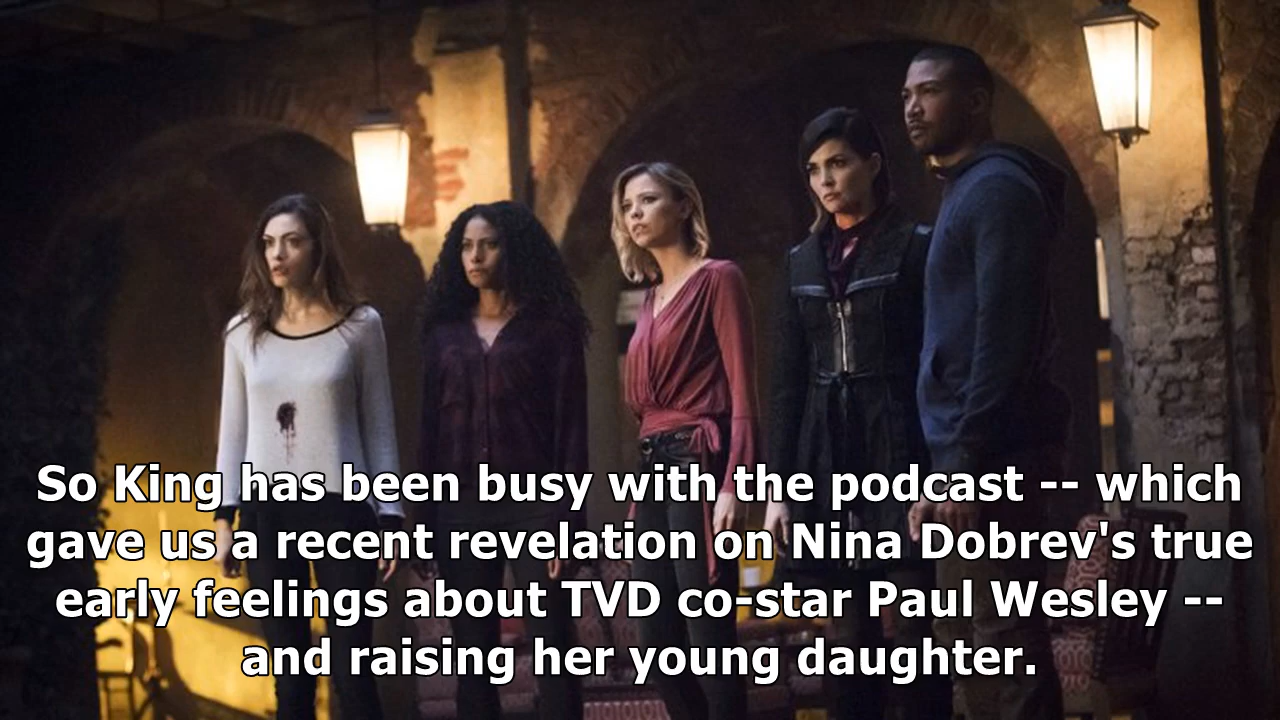 So King has been busy with the podcast -- which
gave us a recent revelation on Nina Dobrev's true
early feelings about TVD co-star Paul Wesley --
and raising her young daughter.